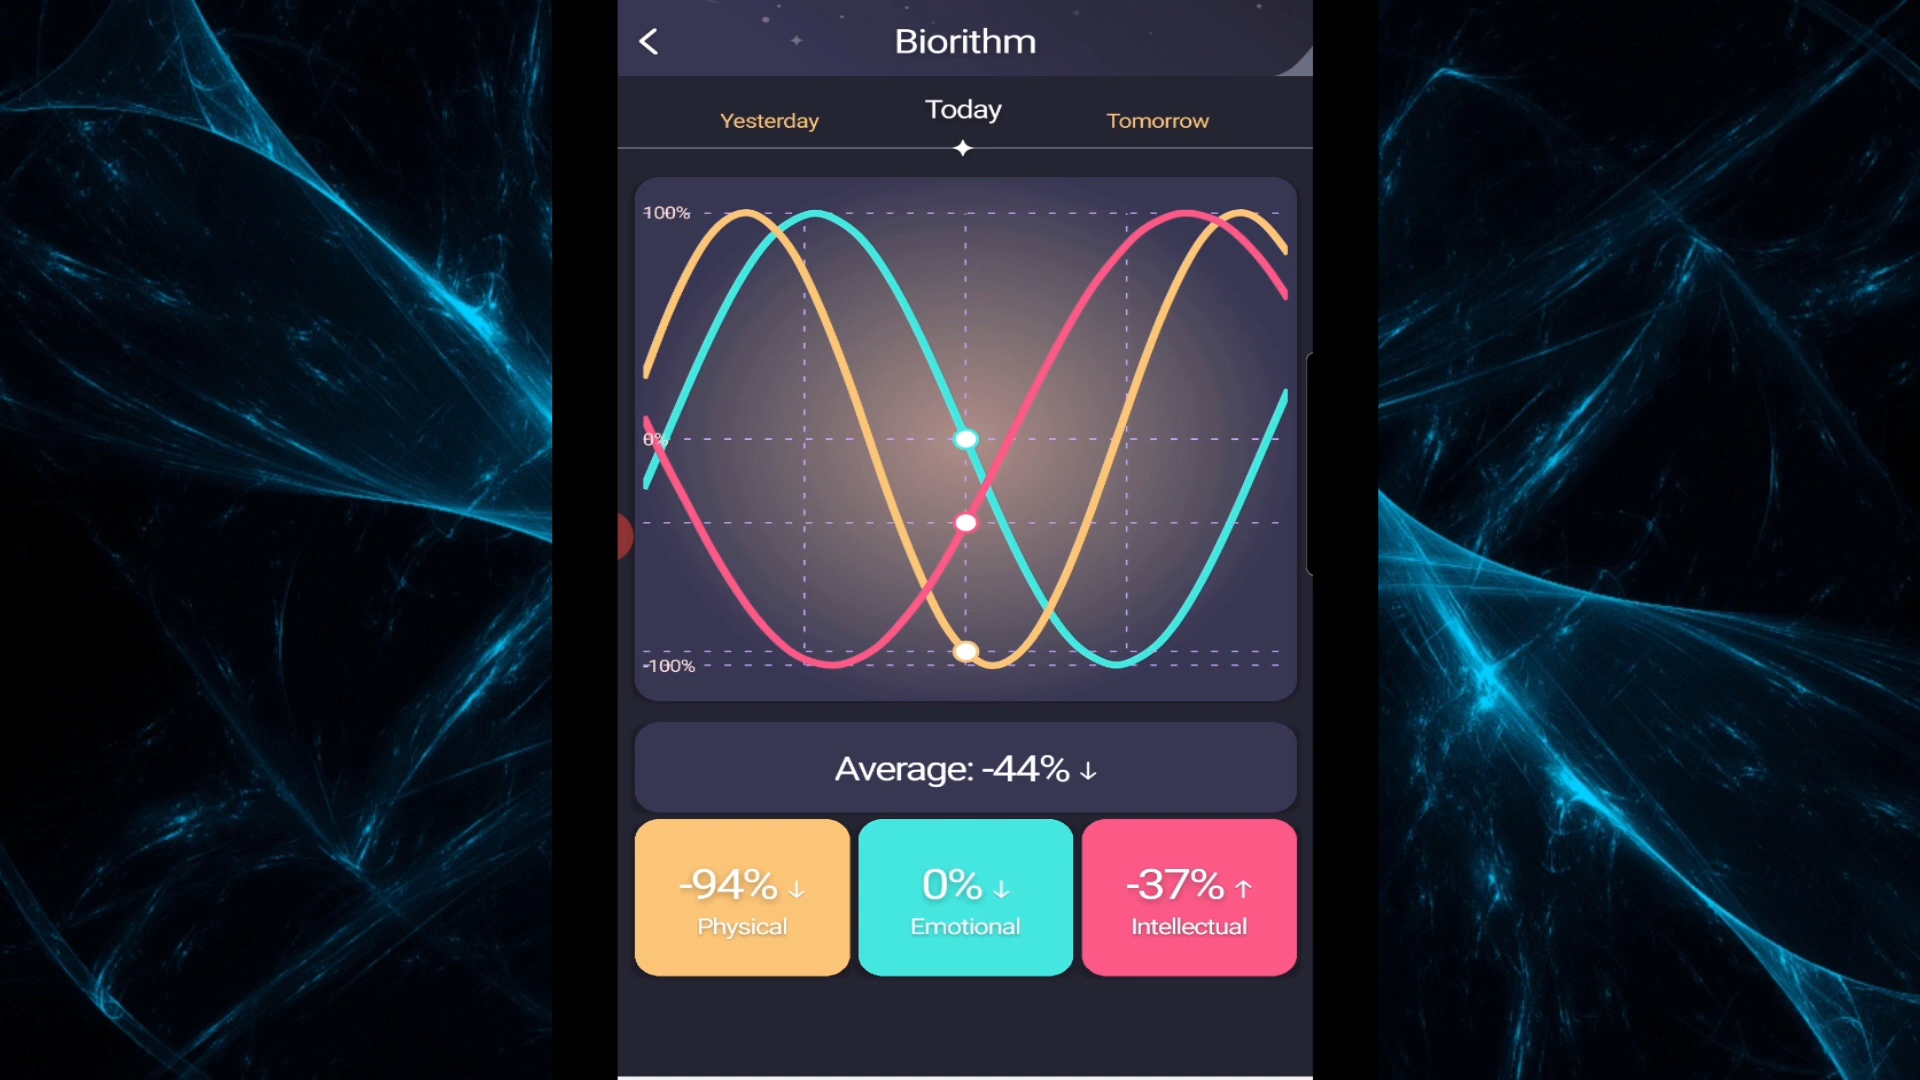 Biorithm
Yesterday
Today
Tomorrow
100%
0%
-100%
Average: -44% ↓
-94% ↓
Physical
0% ↓
Emotional
-37% ↑
Intellectual